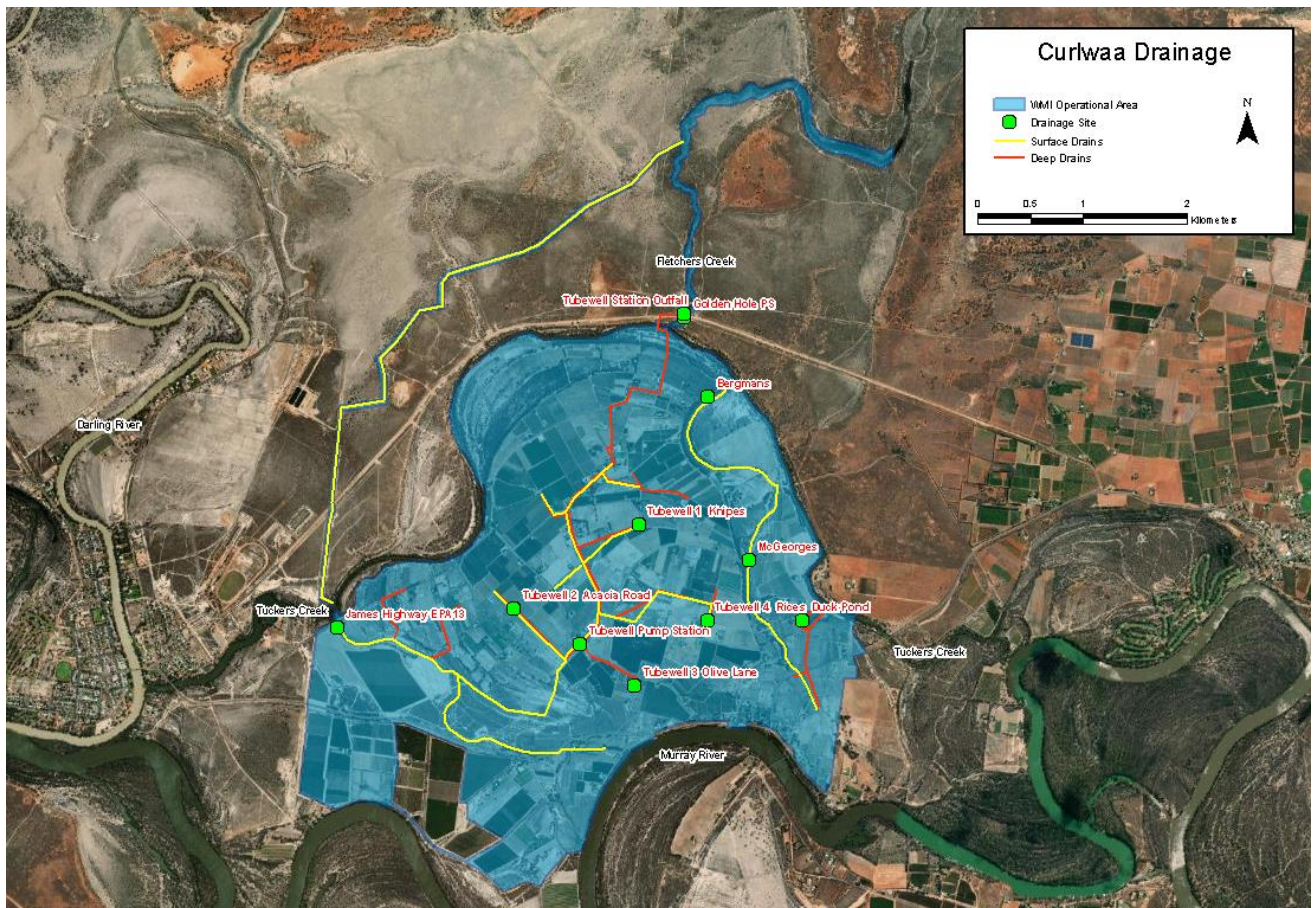 Curlwaa Drainage
WMI Operational Area
Drainage Site
Surface Drains
Deep Drains
N
0 0.5 1 2
Kilometers
Fletchers Creek
Tubewell Station Outfall
Golden Hole PS
Bergmans
Darling River
Tubewell 1 Knipes
McGeorges
Tubewell 2 Acacia Road
Tubewell 4 Rices
Duck Pond
Tuckers Creek
James Highway EPA 13
Tubewell Pump Station
Tuckers Creek
Tubewell 3 Olive Lane
Murray River